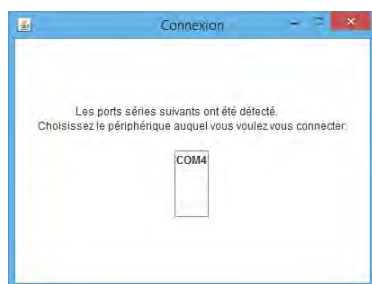 Connexion
Les ports séries suivants ont été détecté.
Choisissez le périphérique auquel vous voulez vous connecter:
COM4